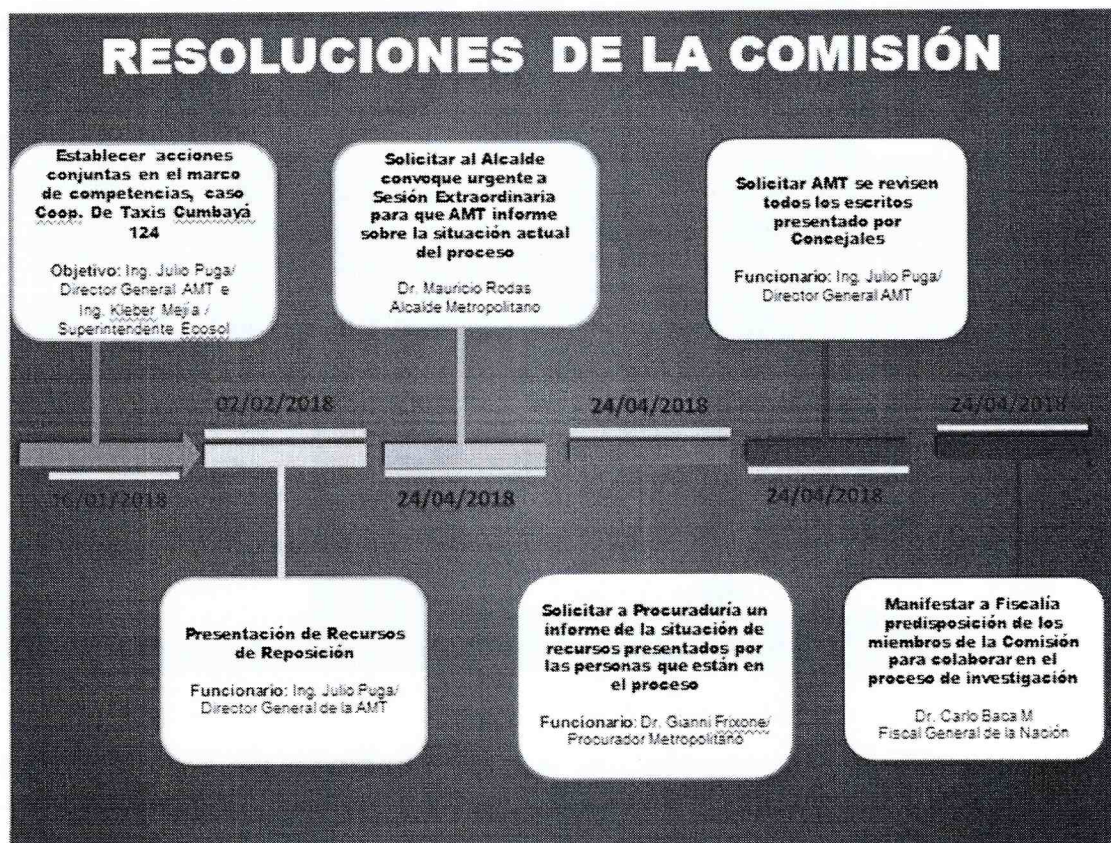 RESOLUCIONES DE LA COMISIÓN
Establecer acciones
conjuntas en el marco
de competencias, caso
Coop. De Taxis Cumbayá
124
Objetivo: Ing. Julio Puga/
Director General AMT e
Ing. Kleber Mejía /
Superintendente Ecosol
Solicitar al Alcalde
convoque urgente a
Sesión Extraordinaria
para que AMT informe
sobre la situación actual
del proceso
Dr. Mauricio Rodas
Alcalde Metropolitano
Solicitar AMT se revisen
todos los escritos
presentado por
Concejales
Funcionario: Ing. Julio Puga/
Director General AMT
02/02/2018
24/04/2018
24/04/2018
16/01/2018
24/04/2018
24/04/2018
Presentación de Recursos
de Reposición
Funcionario: Ing. Julio Puga/
Director General de la AMT
Solicitar a Procuraduría un
informe de la situación de
recursos presentados por
las personas que están en
el proceso
Funcionario: Dr. Gianni Frixone/
Procurador Metropolitano
Manifestar a Fiscalía
predisposición de los
miembros de la Comisión
para colaborar en el
proceso de investigación
Dr. Carlo Baca M
Fiscal General de la Nación